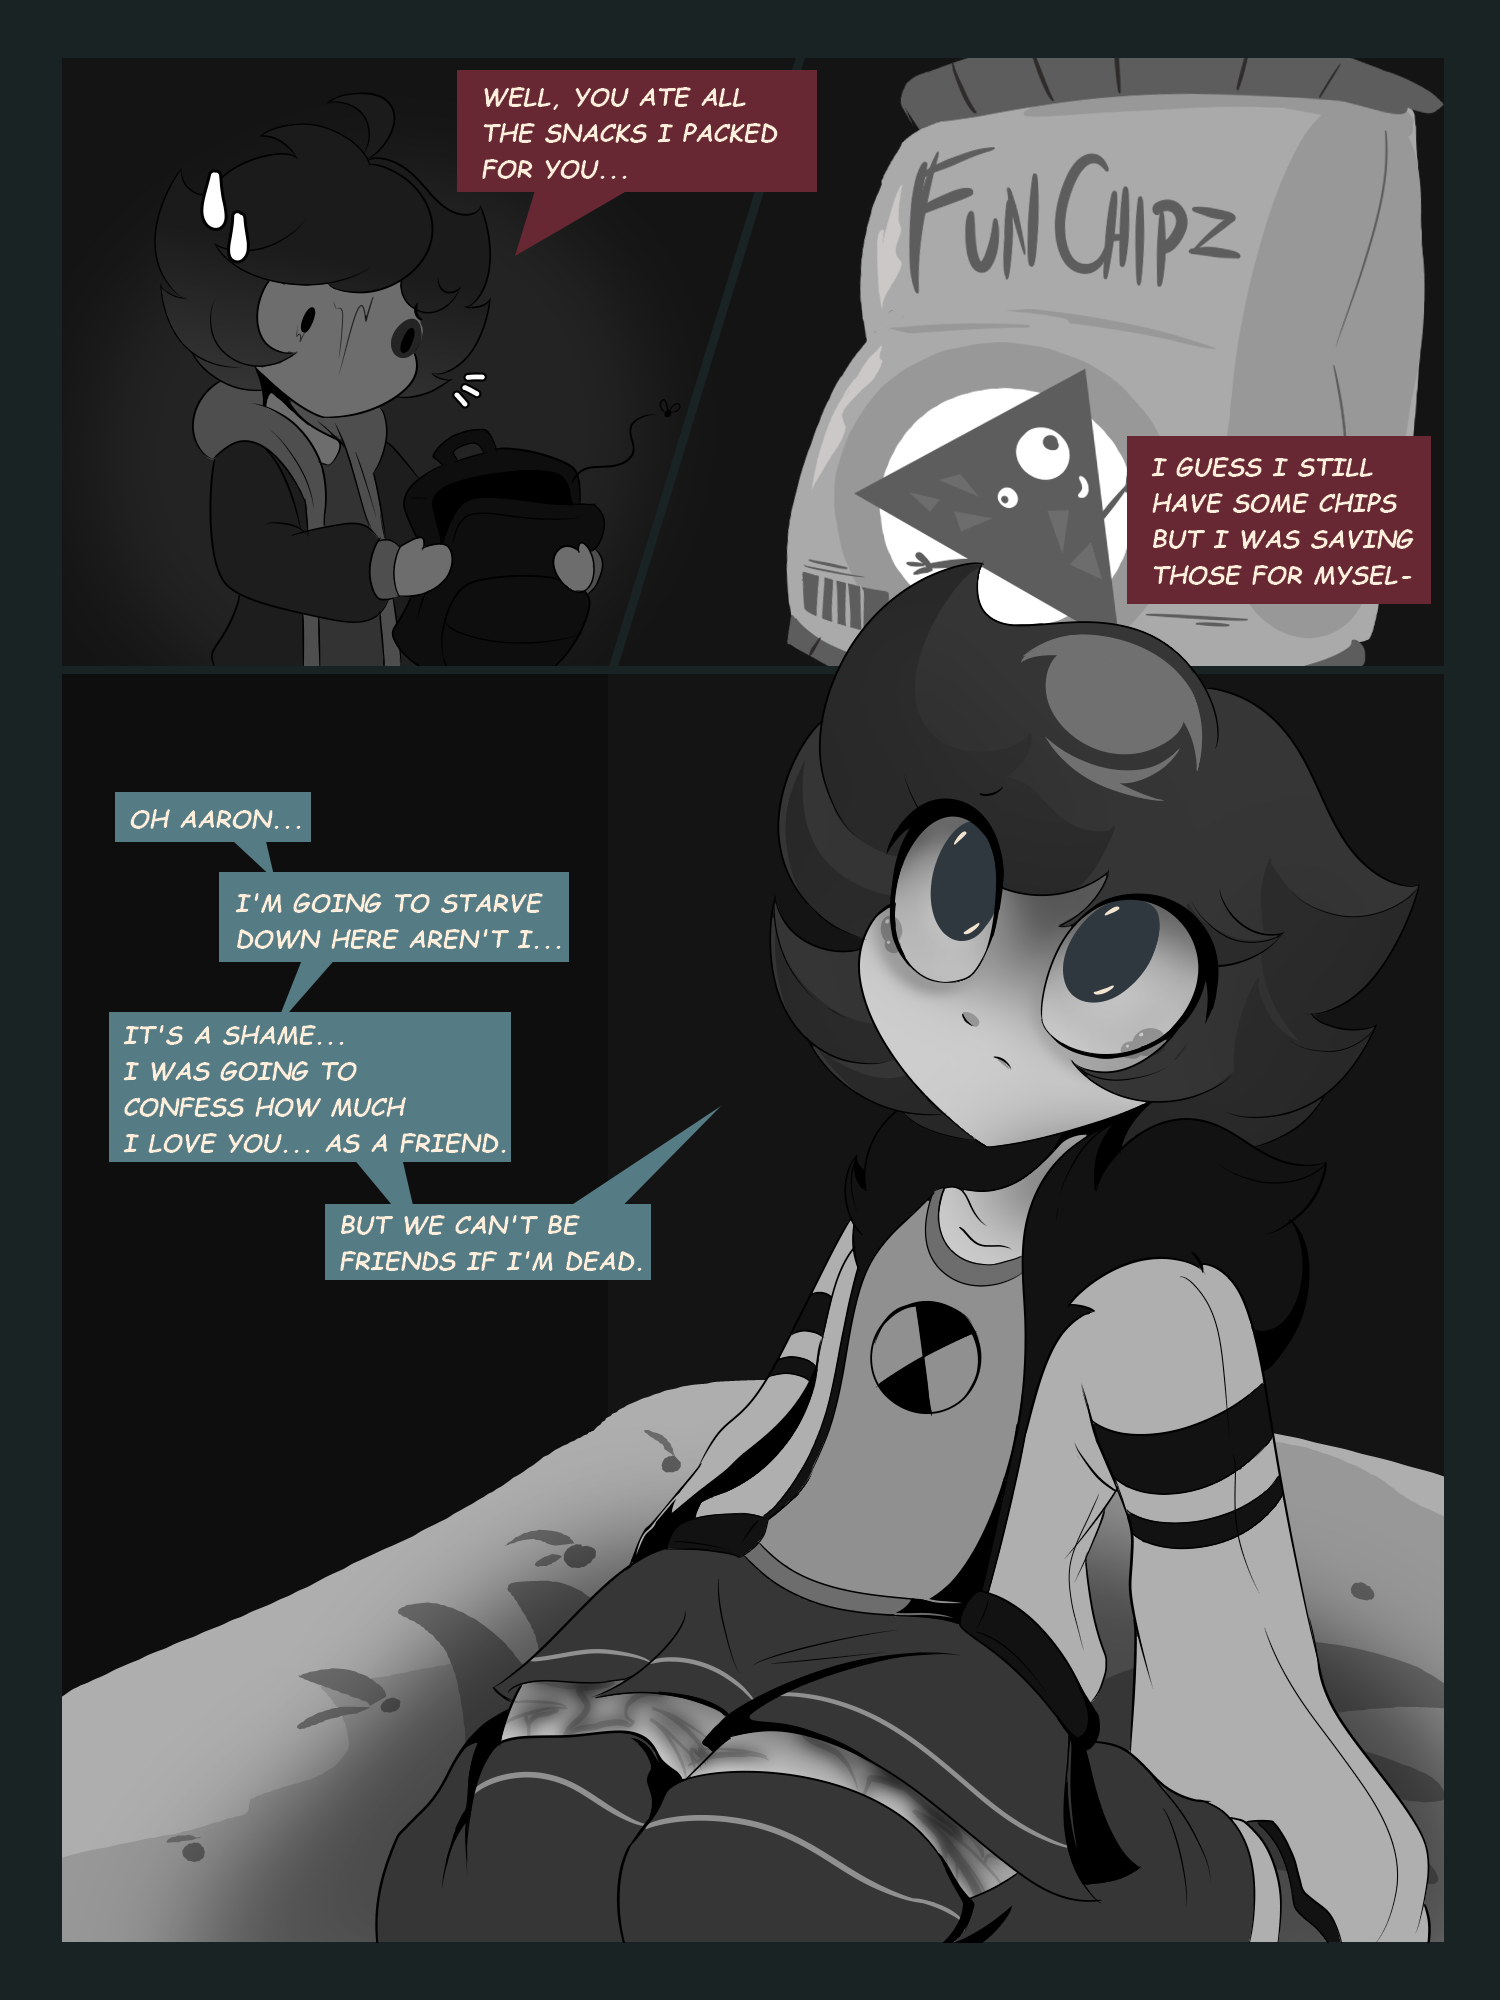 WELL, YOU ATE ALL
THE SNACKS I PACKED
FOR YOU...
FUN CHIPZ
I GUESS I STILL
HAVE SOME CHIPS
BUT I WAS SAVING
THOSE FOR MYSEL-
OH AARON...
I'M GOING TO STARVE
DOWN HERE AREN'T I...
IT'S A SHAME...
I WAS GOING TO
CONFESS HOW MUCH
I LOVE YOU... AS A FRIEND.
BUT WE CAN'T BE
FRIENDS IF I'M DEAD.